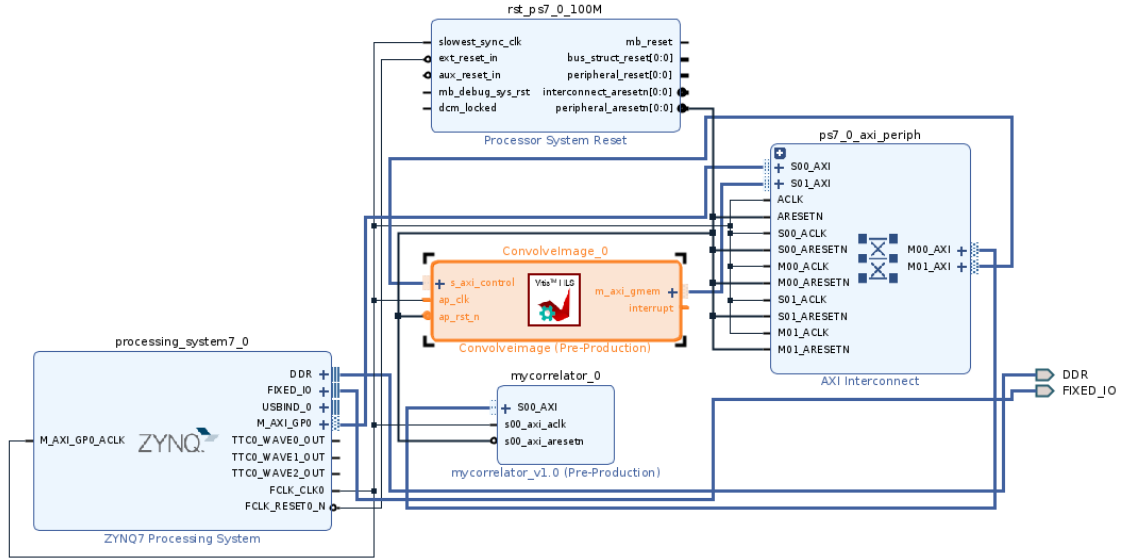 rst_ps7_0_100M
slowest_sync_clk
ext_reset_in
aux_reset_in
mb_debug_sys_rst
dcm_locked
mb_reset
bus_struct_reset[0:0]
peripheral_reset[0:0]
interconnect_aresetn[0:0]
peripheral_aresetn[0:0]
Processor System Reset
ps7_0_axi_periph
S00_AXI
S01_AXI
ACLK
ARESETN
S00_ACLK
S00_ARESETN
M00_ACLK
M00_ARESETN
S01_ACLK
S01_ARESETN
M01_ACLK
M01_ARESETN
M00_AXI
M01_AXI
AXI Interconnect
ConvolveImage_0
s_axi_control
ap_clk
ap_rst_n
Vitis™ HLS
m_axi_gmem
interrupt
Convolveimage (Pre-Production)
processing_system7_0
M_AXI_GP0_ACLK
ZYNQ
DDR
FIXED_IO
USBIND_0
M_AXI_GP0
TTC0_WAVE0_OUT
TTC0_WAVE1_OUT
TTC0_WAVE2_OUT
FCLK_CLK0
FCLK_RESET0_N
ZYNQ7 Processing System
mycorrelator_0
S00_AXI
s00_axi_aclk
s00_axi_aresetn
mycorrelator_v1.0 (Pre-Production)
DDR
FIXED_IO